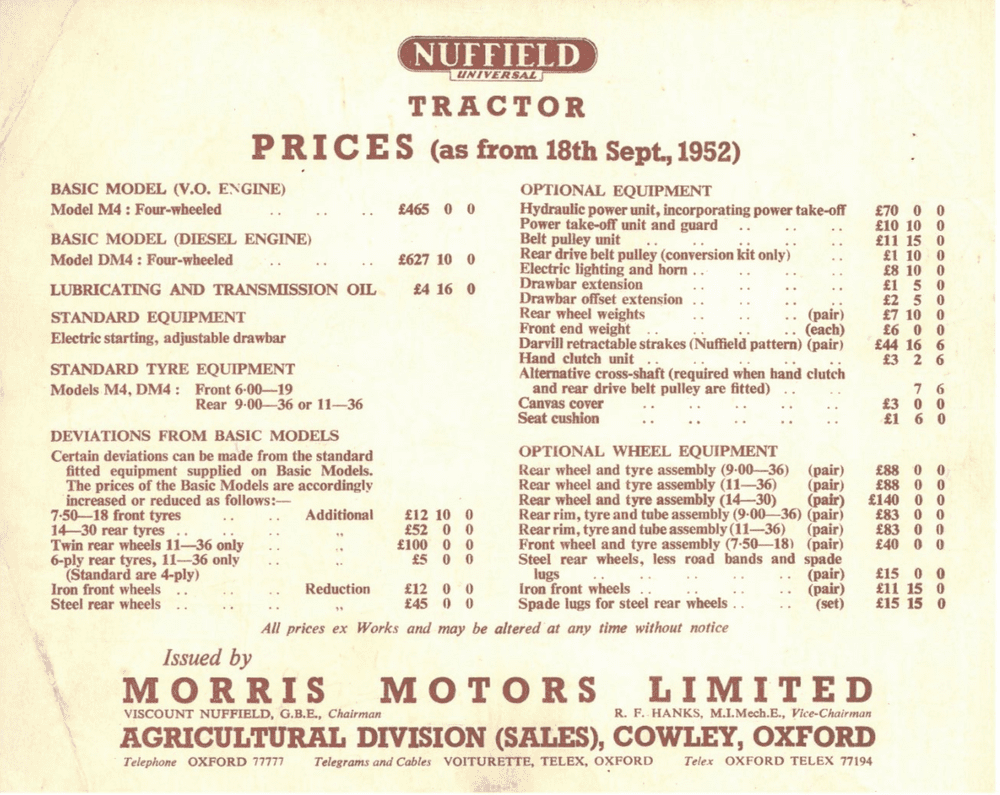 NUFFIELD
UNIVERSAL
TRACTOR
PRICES (as from 18th Sept., 1952)
BASIC MODEL (V.O. ENGINE)
Model M4 : Four-wheeled .. .. .. £465 0 0
BASIC MODEL (DIESEL ENGINE)
Model DM4 : Four-wheeled .. .. .. £627 10 0
LUBRICATING AND TRANSMISSION OIL £4 16 0
STANDARD EQUIPMENT
Electric starting, adjustable drawbar
STANDARD TYRE EQUIPMENT
Models M4, DM4 : Front 6·00—19
Rear 9·00—36 or 11—36
DEVIATIONS FROM BASIC MODELS
Certain deviations can be made from the standard
fitted equipment supplied on Basic Models.
The prices of the Basic Models are accordingly
increased or reduced as follows:—
7·50—18 front tyres .. .. Additional £12 10 0
14—30 rear tyres .. .. .. „ £52 0 0
Twin rear wheels 11—36 only .. „ £100 0 0
6-ply rear tyres, 11—36 only .. „ £5 0 0
(Standard are 4-ply)
Iron front wheels .. .. .. Reduction £12 0 0
Steel rear wheels .. .. .. „ £45 0 0
OPTIONAL EQUIPMENT
Hydraulic power unit, incorporating power take-off £70 0 0
Power take-off unit and guard .. .. .. £10 10 0
Belt pulley unit .. .. .. .. .. £11 15 0
Rear drive belt pulley (conversion kit only) .. £1 10 0
Electric lighting and horn .. .. .. .. £8 10 0
Drawbar extension .. .. .. .. £1 5 0
Drawbar offset extension .. .. .. .. £2 5 0
Rear wheel weights .. .. .. (pair) £7 10 0
Front end weight .. .. .. .. (each) £6 0 0
Darvill retractable strakes (Nuffield pattern) (pair) £44 16 6
Hand clutch unit .. .. .. .. .. £3 2 6
Alternative cross-shaft (required when hand clutch
and rear drive belt pulley are fitted) .. .. 7 6
Canvas cover .. .. .. .. .. £3 0 0
Seat cushion .. .. .. .. .. £1 6 0
OPTIONAL WHEEL EQUIPMENT
Rear wheel and tyre assembly (9·00—36) (pair) £88 0 0
Rear wheel and tyre assembly (11—36) (pair) £88 0 0
Rear wheel and tyre assembly (14—30) (pair) £140 0 0
Rear rim, tyre and tube assembly (9·00—36) (pair) £83 0 0
Rear rim, tyre and tube assembly (11—36) (pair) £83 0 0
Front wheel and tyre assembly (7·50—18) (pair) £40 0 0
Steel rear wheels, less road bands and spade
lugs .. .. .. .. .. (pair) £15 0 0
Iron front wheels .. .. .. .. (pair) £11 15 0
Spade lugs for steel rear wheels .. .. (set) £15 15 0
All prices ex Works and may be altered at any time without notice
Issued by
MORRIS MOTORS LIMITED
VISCOUNT NUFFIELD, G.B.E., Chairman R. F. HANKS, M.I.Mech.E., Vice-Chairman
AGRICULTURAL DIVISION (SALES), COWLEY, OXFORD
Telephone OXFORD 77777 Telegrams and Cables VOITURETTE, TELEX, OXFORD Telex OXFORD TELEX 77194